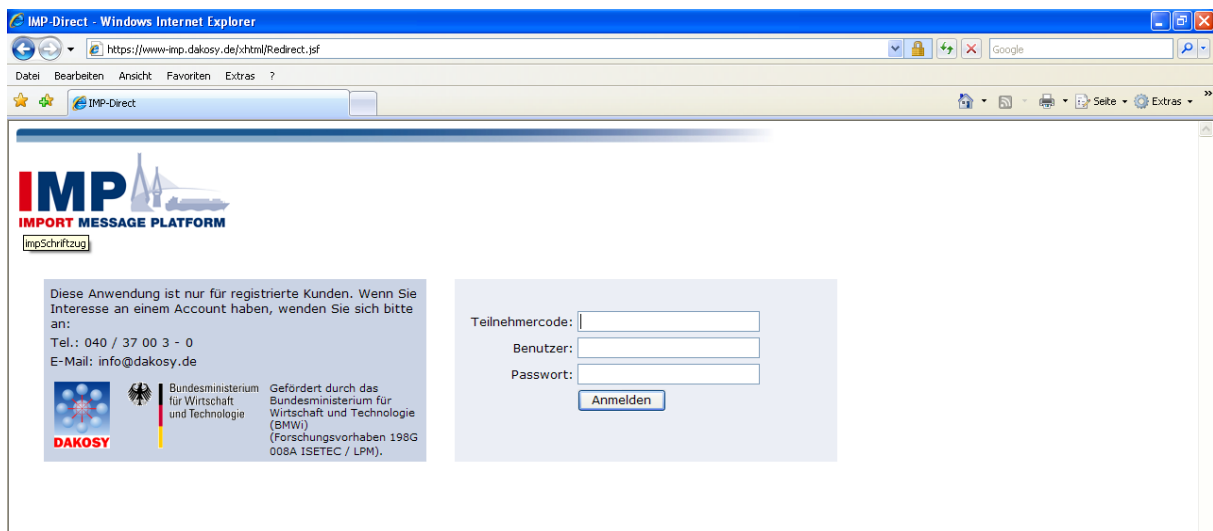 IMP-Direct - Windows Internet Explorer
https://www-imp.dakosy.de/xhtml/Redirect.jsf
Google
Datei Bearbeiten Ansicht Favoriten Extras ?
IMP-Direct
Seite
Extras
IMP
IMPORT MESSAGE PLATFORM
impSchriftzug
Diese Anwendung ist nur für registrierte Kunden. Wenn Sie
Interesse an einem Account haben, wenden Sie sich bitte
an:
Tel.: 040 / 37 00 3 - 0
E-Mail: info@dakosy.de
DAKOSY
Bundesministerium
für Wirtschaft
und Technologie
Gefördert durch das
Bundesministerium für
Wirtschaft und Technologie
(BMWi)
(Forschungsvorhaben 198G
008A ISETEC / LPM).
Teilnehmercode:
Benutzer:
Passwort:
Anmelden